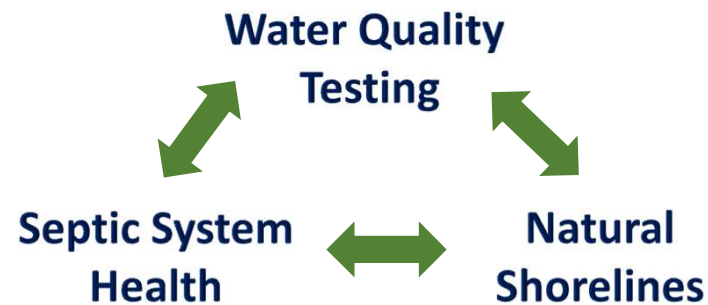 Water Quality
Testing
Septic System
Health
Natural
Shorelines